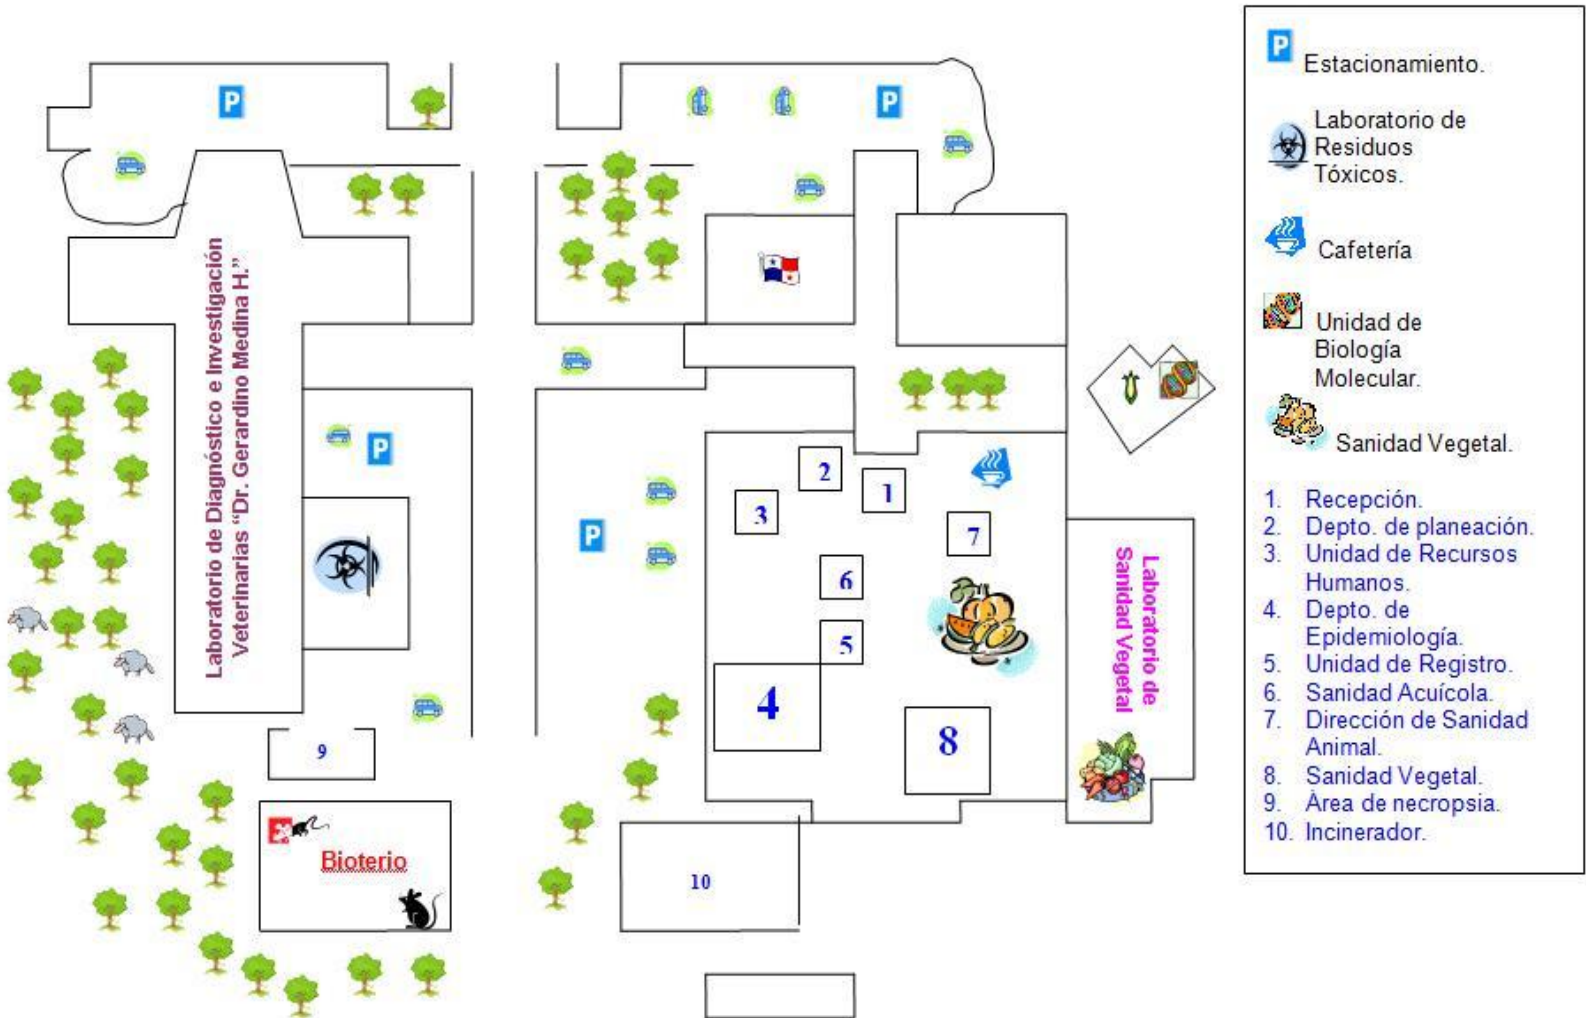 P
P
Laboratorio de Diagnóstico e Investigación
Veterinarias “Dr. Gerardino Medina H.”
P
P
2
1
3
7
6
5
4
8
Laboratorio de
Sanidad Vegetal
9
Bioterio
10
P Estacionamiento.
Laboratorio de
Residuos
Tóxicos.
Cafetería
Unidad de
Biología
Molecular.
Sanidad Vegetal.
1. Recepción.
2. Depto. de planeación.
3. Unidad de Recursos
Humanos.
4. Depto. de
Epidemiología.
5. Unidad de Registro.
6. Sanidad Acuícola.
7. Dirección de Sanidad
Animal.
8. Sanidad Vegetal.
9. Àrea de necropsia.
10. Incinerador.